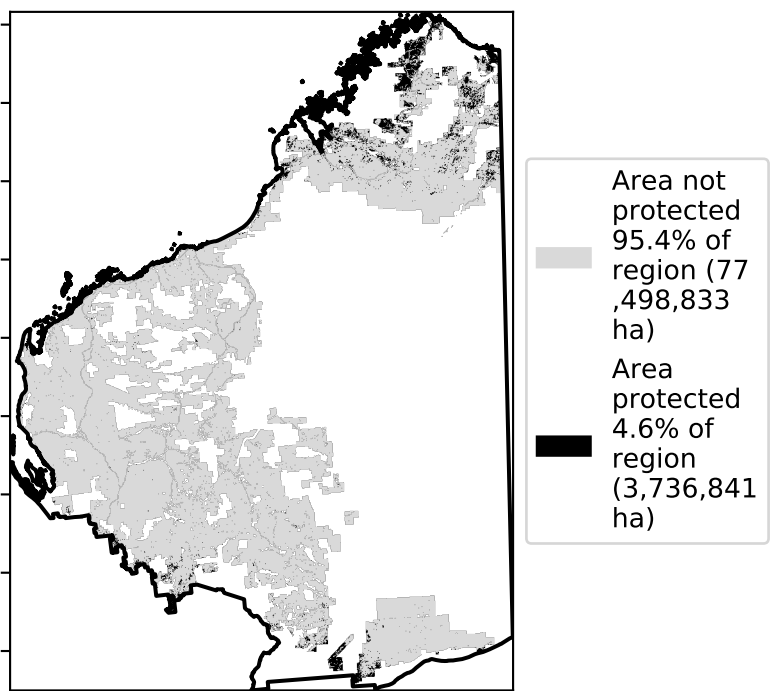 Area not
protected
95.4% of
region (77
,498,833
ha)
Area
protected
4.6% of
region
(3,736,841
ha)